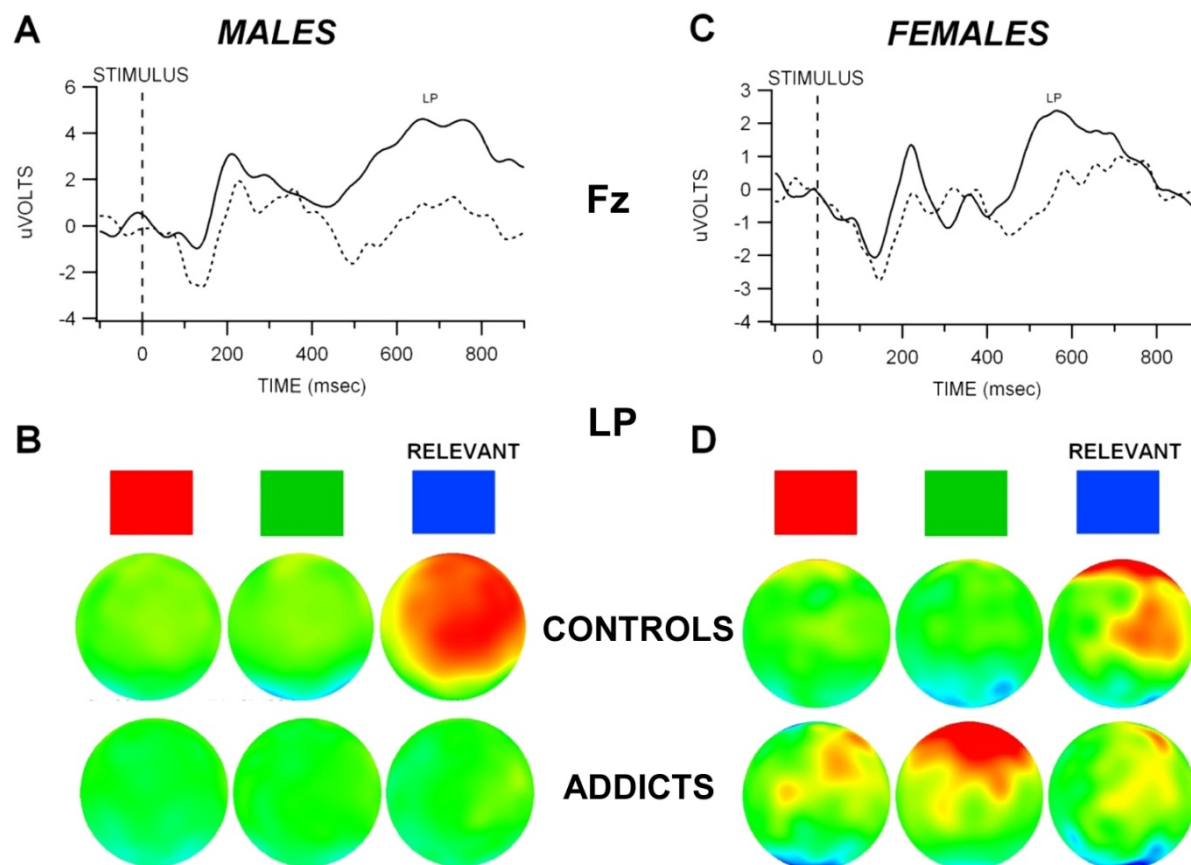 A
MALES
STIMULUS
LP
6
4
2
0
-2
-4
uVOLTS
0
200
400
600
800
TIME (msec)
Fz
C
FEMALES
STIMULUS
LP
3
2
1
0
-1
-2
-3
-4
uVOLTS
0
200
400
600
800
TIME (msec)
LP
B
RELEVANT
D
RELEVANT
CONTROLS
ADDICTS